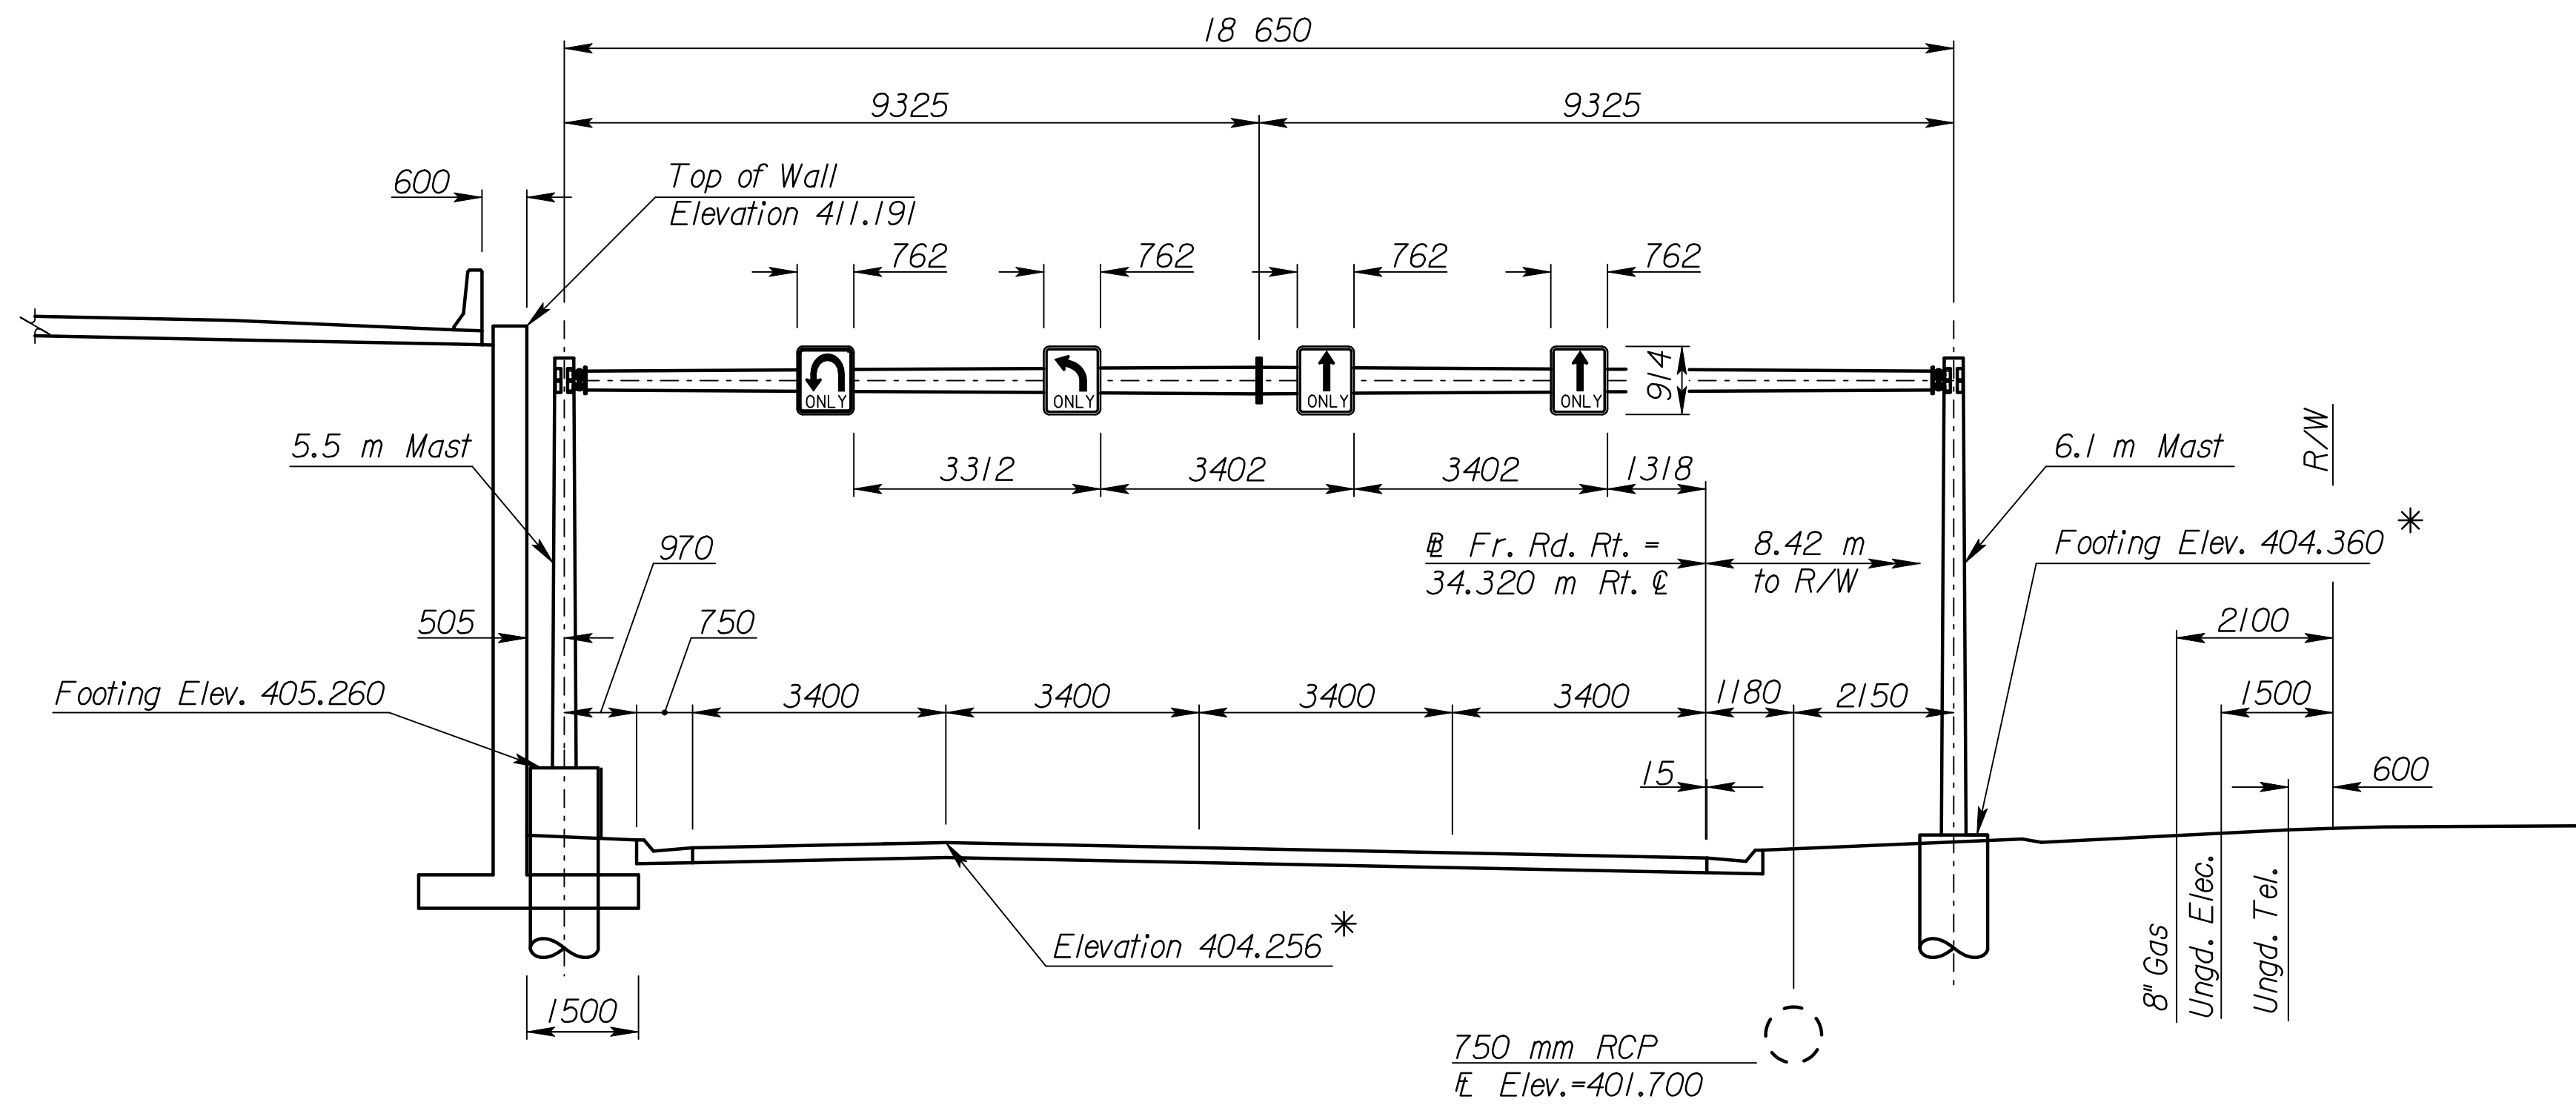 18 650
9325 9325
600
Top of Wall
Elevation 411.191
762 762 762 762
ONLY ONLY ONLY ONLY
914
R/W
5.5 m Mast
6.1 m Mast
3312 3402 3402 1318
970
℄ Fr. Rd. Rt. =
34.320 m Rt. ℄
8.42 m
to R/W
Footing Elev. 404.360 *
505
750
2100
Footing Elev. 405.260
3400 3400 3400 3400 1180 2150
1500
15
600
Elevation 404.256 *
8" Gas
Ungd. Elec.
Ungd. Tel.
1500
750 mm RCP
Elev.=401.700